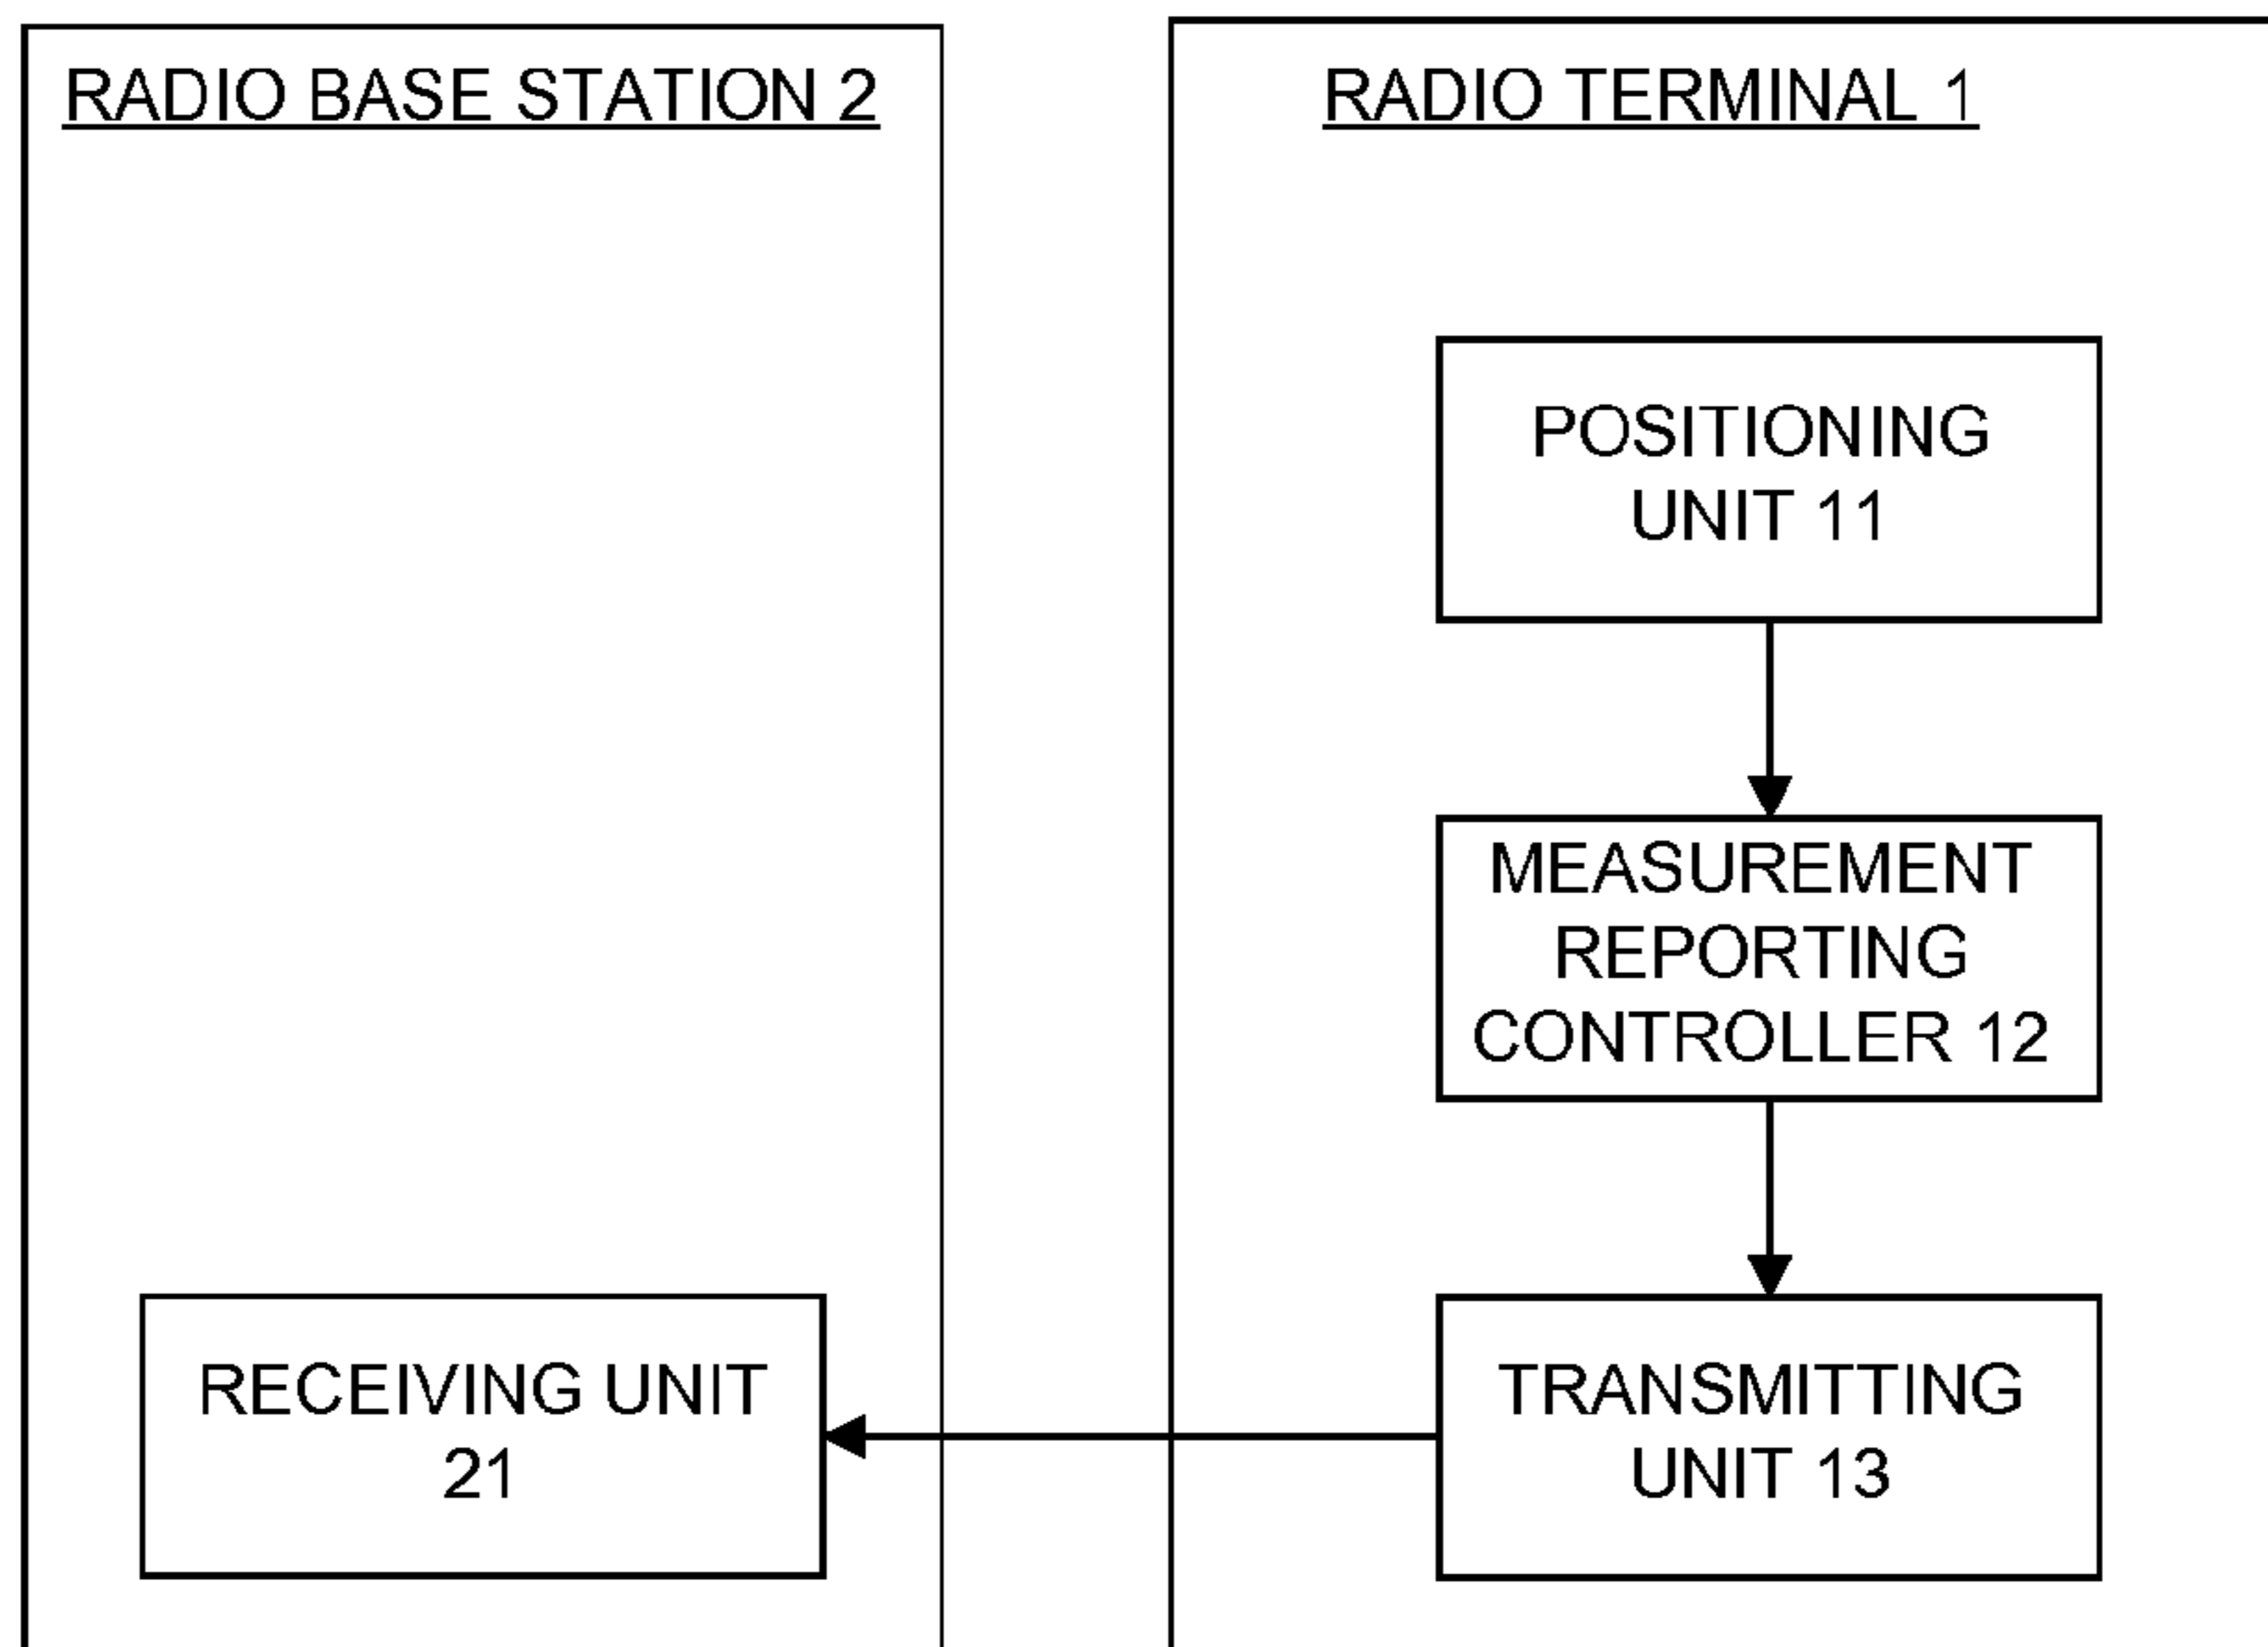 RADIO BASE STATION 2
RADIO TERMINAL 1
POSITIONING
UNIT 11
MEASUREMENT
REPORTING
CONTROLLER 12
RECEIVING UNIT
21
TRANSMITTING
UNIT 13